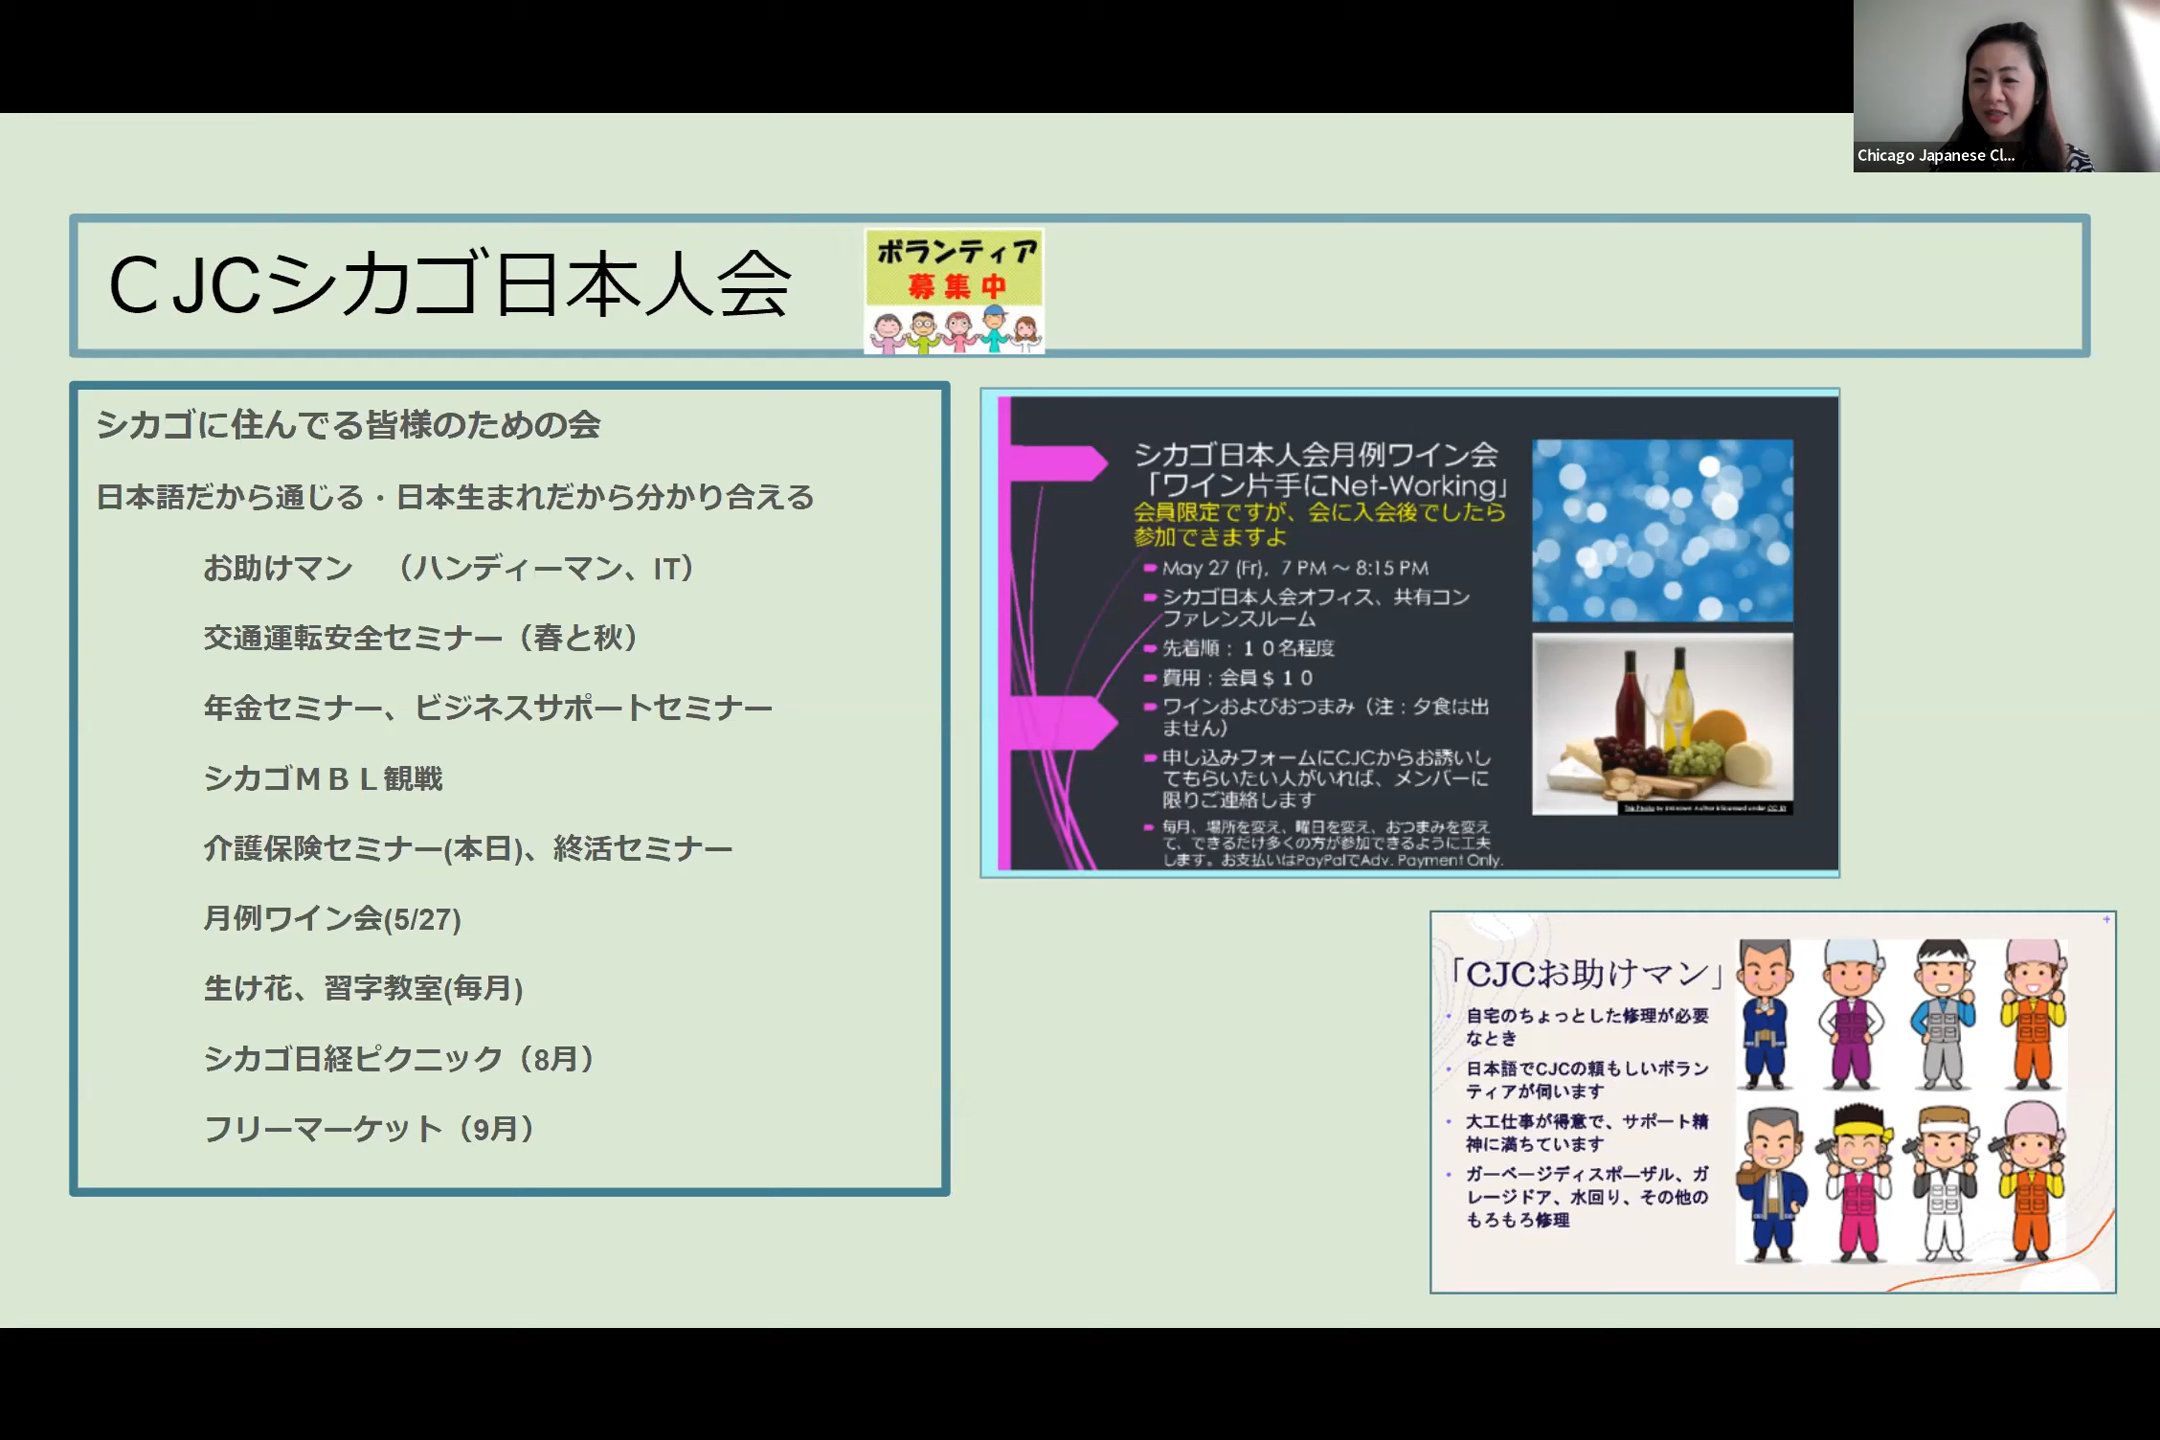 Chicago Japanese Cl...
ＣJCシカゴ日本人会
ボランティア
募集中
シカゴに住んでる皆様のための会
日本語だから通じる・日本生まれだから分かり合える
お助けマン　（ハンディーマン、IT）
交通運転安全セミナー（春と秋）
年金セミナー、ビジネスサポートセミナー
シカゴＭＢＬ観戦
介護保険セミナー(本日)、終活セミナー
月例ワイン会(5/27)
生け花、習字教室(毎月)
シカゴ日経ピクニック（8月）
フリーマーケット（9月）
シカゴ日本人会月例ワイン会
「ワイン片手にNet-Working」
会員限定ですが、会に入会後でしたら
参加できますよ
May 27 (Fr), 7 PM～8:15 PM
シカゴ日本人会オフィス、共有コン
ファレンスルーム
先着順：１０名程度
費用：会員＄１０
ワインおよびおつまみ（注：夕食は出
ません）
申し込みフォームにCJCからお誘いし
てもらいたい人がいれば、メンバーに
限りご連絡します
毎月、場所を変え、曜日を変え、おつまみを変え
て、できるだけ多くの方が参加できるように工夫
します。お支払いはPayPalでAdv. Payment Only.
This Photo by Unknown Author is licensed under CC BY
「CJCお助けマン」
自宅のちょっとした修理が必要
なとき
日本語でCJCの頼もしいボラン
ティアが伺います
大工仕事が得意で、サポート精
神に満ちています
ガーベージディスポーザル、ガ
レージドア、水回り、その他の
もろもろ修理